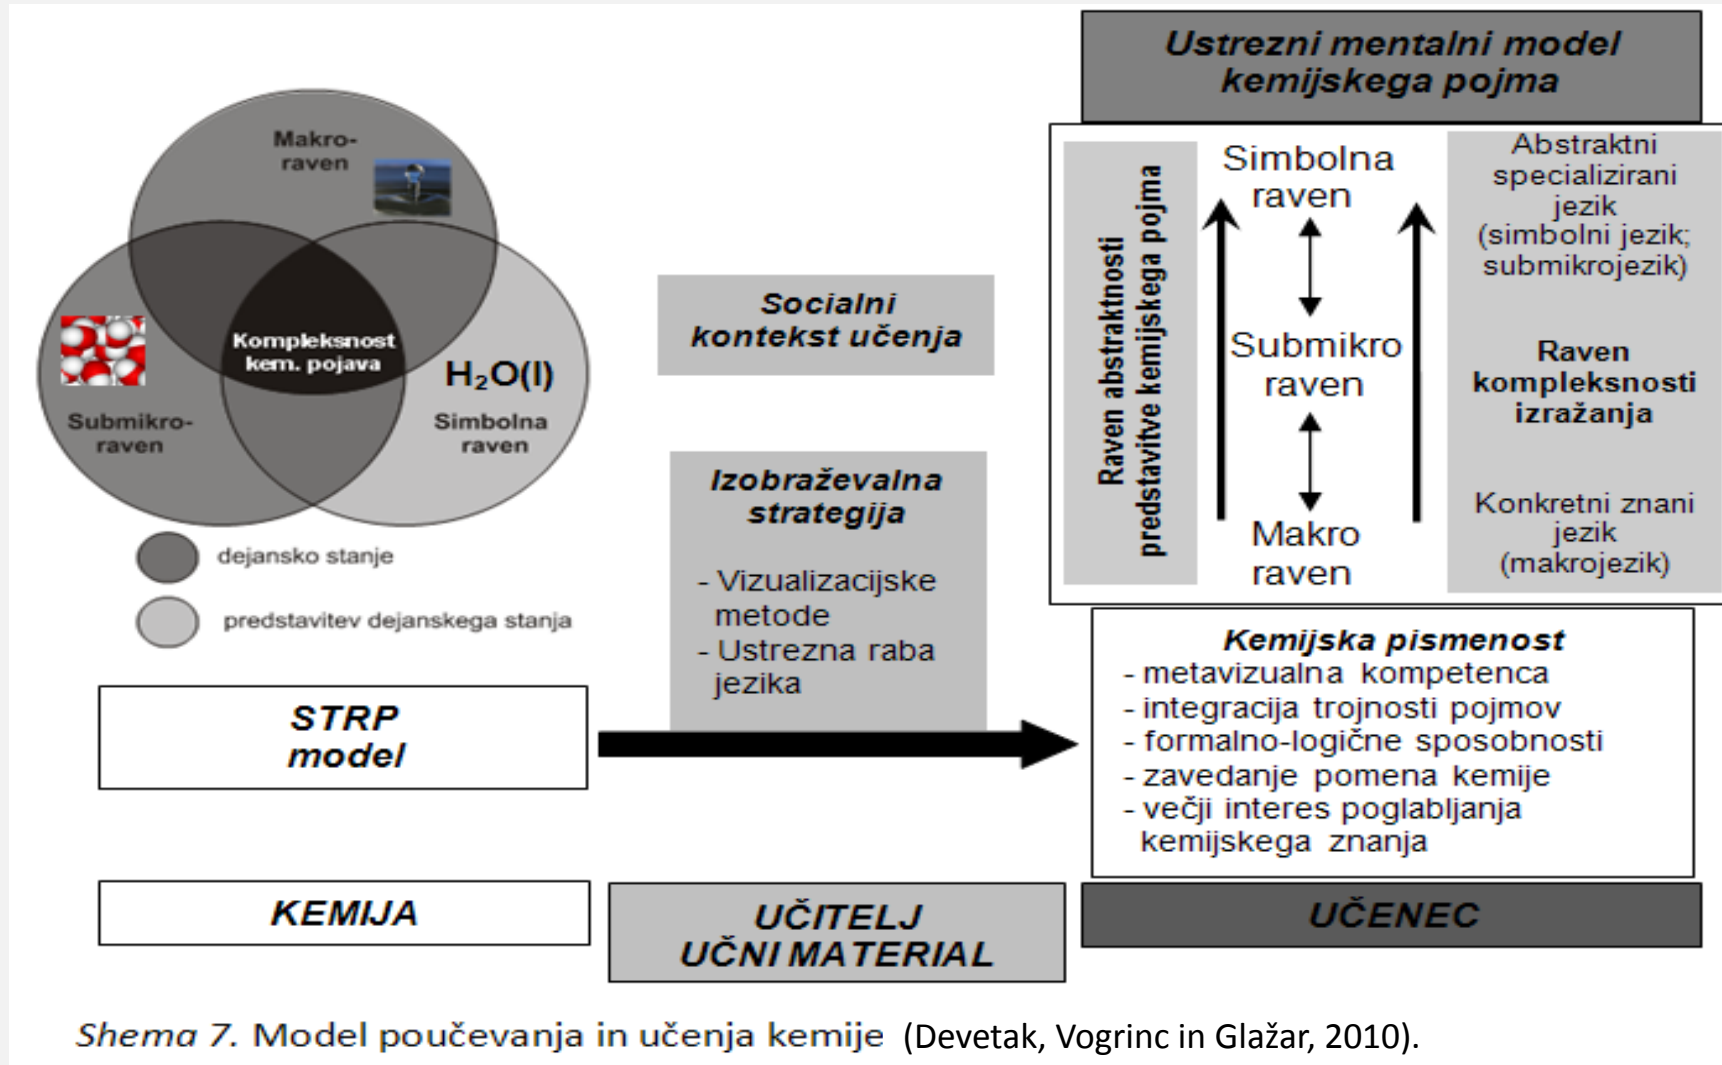 Makro-
raven
Submikro-
raven
Kompleksnost
kem. pojava
H₂O(l)
Simbolna
raven
dejansko stanje
predstavitev dejanskega stanja
STRP
model
KEMIJA
Socialni
kontekst učenja
Izobraževalna
strategija
- Vizualizacijske
metode
- Ustrezna raba
jezika
UČITELJ
UČNI MATERIAL
Ustrezni mentalni model
kemijskega pojma
Raven abstraktnosti
predstavitve kemijskega pojma
Simbolna
raven
Submikro
raven
Makro
raven
Abstraktni
specializirani
jezik
(simbolni jezik;
submikrojezik)
Raven
kompleksnosti
izražanja
Konkretni znani
jezik
(makrojezik)
Kemijska pismenost
- metavizualna kompetenca
- integracija trojnosti pojmov
- formalno-logične sposobnosti
- zavedanje pomena kemije
- večji interes poglabljanja
kemijskega znanja
UČENEC
Shema 7. Model poučevanja in učenja kemije (Devetak, Vogrinc in Glažar, 2010).